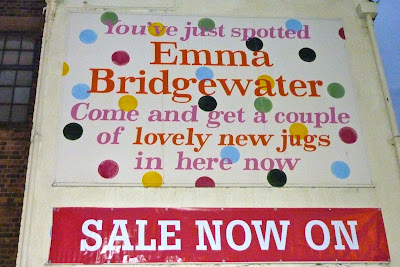 You've just spotted
Emma
Bridgewater
Come and get a couple
of lovely new jugs
in here now
SALE NOW ON